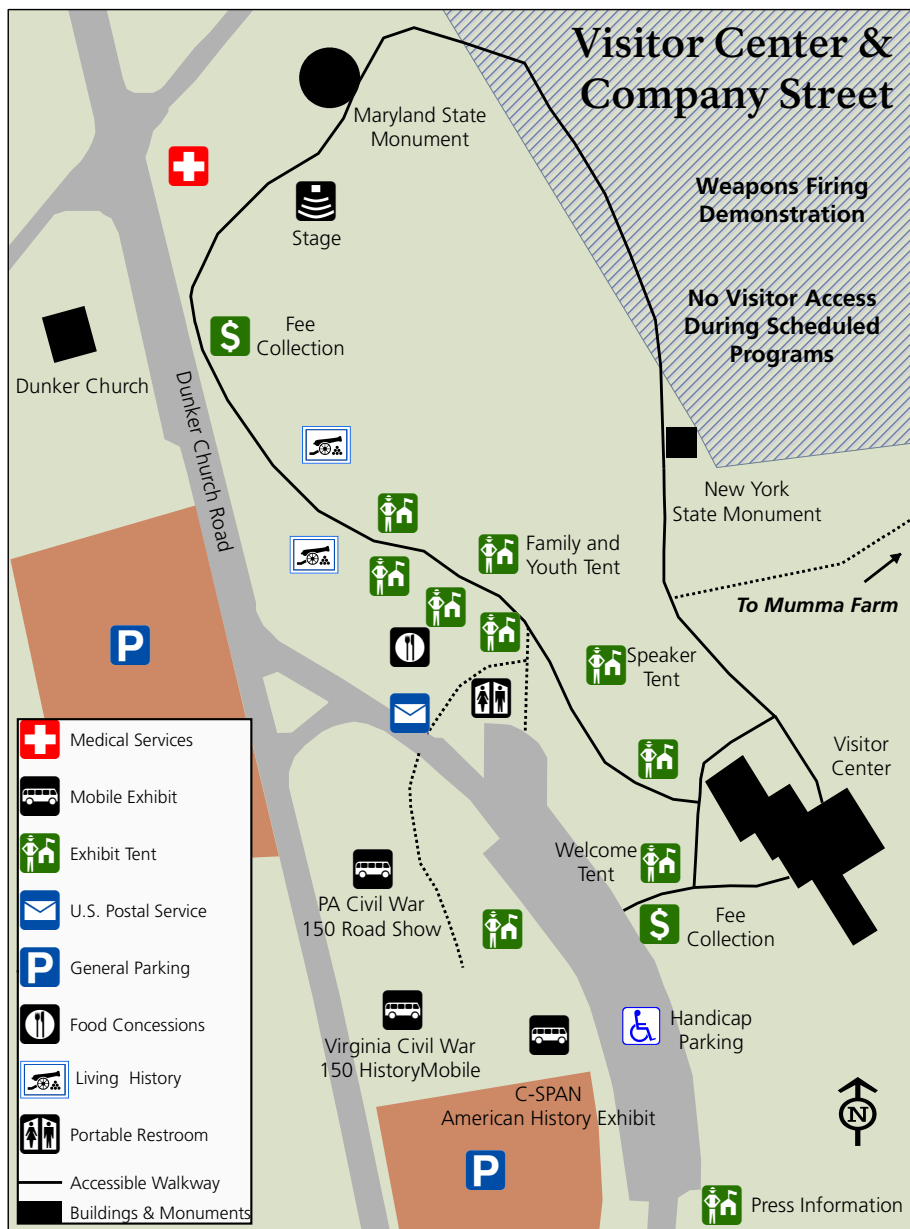 Visitor Center &
Company Street
Maryland State
Monument
Weapons Firing
Demonstration
Stage
No Visitor Access
During Scheduled
Programs
$
Fee
Collection
Dunker Church
Dunker Church Road
New York
State Monument
Family and
Youth Tent
To Mumma Farm
P
Speaker
Tent
Visitor
Center
Welcome
Tent
PA Civil War
150 Road Show
$
Fee
Collection
Virginia Civil War
150 HistoryMobile
Handicap
Parking
C-SPAN
American History Exhibit
N
P
Press Information
Medical Services
Mobile Exhibit
Exhibit Tent
U.S. Postal Service
P
General Parking
Food Concessions
Living History
Portable Restroom
Accessible Walkway
Buildings & Monuments